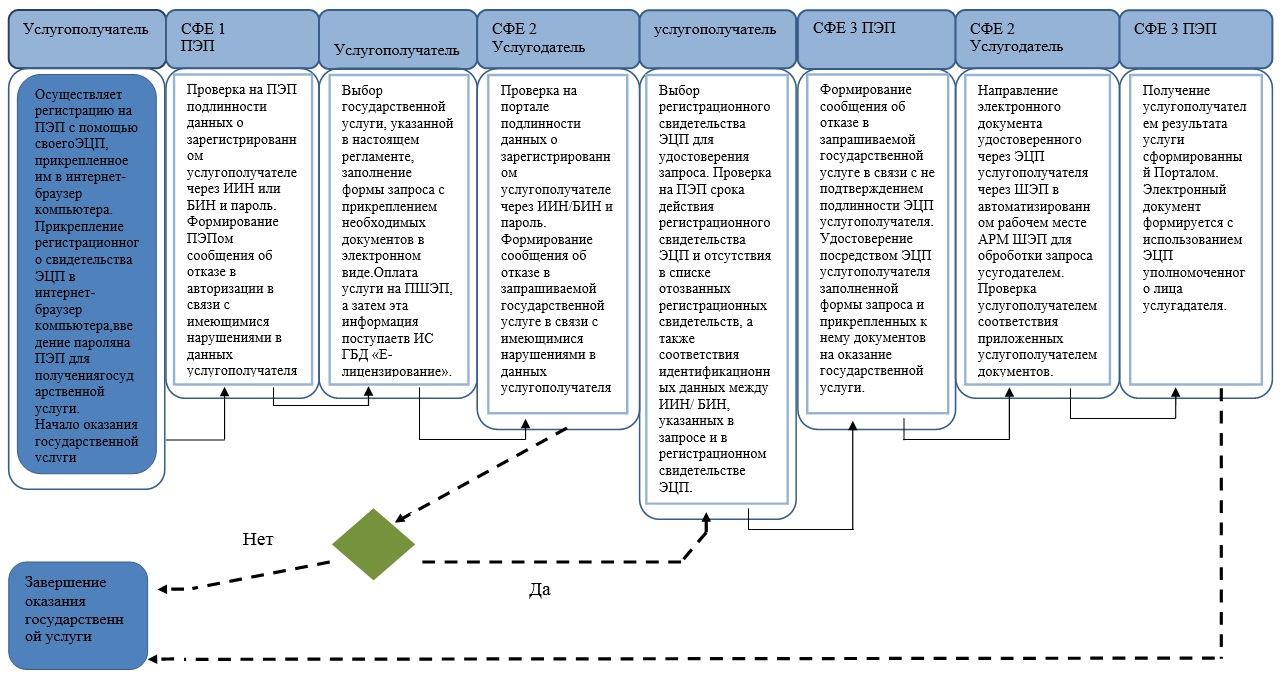 Услугополучатель
СФЕ 1
ПЭП
Услугополучатель
СФЕ 2
Услугодатель
услугополучатель
СФЕ 3 ПЭП
СФЕ 2
Услугодатель
СФЕ 3 ПЭП
Осуществляет
регистрацию на
ПЭП с помощью
своегоЭЦП,
прикрепленное
им в интернет-
браузер
компьютера.
Прикрепление
регистрационног
о свидетельства
ЭЦП в
интернет-
браузер
компьютера,вве
дение пароляна
ПЭП для
получениягосуд
арственной
услуги.
Начало оказания
государственной
услуги
Проверка на ПЭП
подлинности
данных о
зарегистрированн
ом
услугополучателе
через ИИН или
БИН и пароль.
Формирование
ПЭПом
сообщения об
отказе в
авторизации в
связи с
имеющимися
нарушениями в
данных
услугополучателя
Выбор
государственной
услуги, указанной
в настоящем
регламенте,
заполнение
формы запроса с
прикреплением
необходимых
документов в
электронном
виде.Оплата
услуги на ПШЭП,
а затем эта
информация
поступаетв ИС
ГБД «Е-
лицензирование».
Проверка на
портале
подлинности
данных о
зарегистрированн
ом
услугополучателе
через ИИН/БИН и
пароль.
Формирование
сообщения об
отказе в
запрашиваемой
государственной
услуге в связи с
имеющимися
нарушениями в
данных
услугополучателя
Выбор
регистрационного
свидетельства
ЭЦП для
удостоверения
запроса. Проверка
на ПЭП срока
действия
регистрационного
свидетельства
ЭЦП и отсутствия
в списке
отозванных
регистрационных
свидетельств, а
также
соответствия
идентификационн
ых данных между
ИИН/ БИН,
указанных в
запросе и в
регистрационном
свидетельстве
ЭЦП.
Формирование
сообщения об
отказе в
запрашиваемой
государственной
услуге в связи с не
подтверждением
подлинности ЭЦП
услугополучателя.
Удостоверение
посредством ЭЦП
услугополучателя
заполненной
формы запроса и
прикрепленных к
нему документов
на оказание
государственной
услуги.
Направление
электронного
документа
удостоверенного
через ЭЦП
услугополучателя
через ШЭП в
автоматизированн
ом рабочем месте
АРМ ШЭП для
обротки запроса
усугодателем.
Проверка
услугополучателем
соответствия
приложенных
услугополучателем
документов.
Получение
услугополучател
ем результата
услуги
сформированны
й Порталом.
Электронный
документ
формируется с
использованием
ЭЦП
уполномоченног
о лица
услугадателя.
Нет
Да
Завершение
оказания
государственн
ой услуги